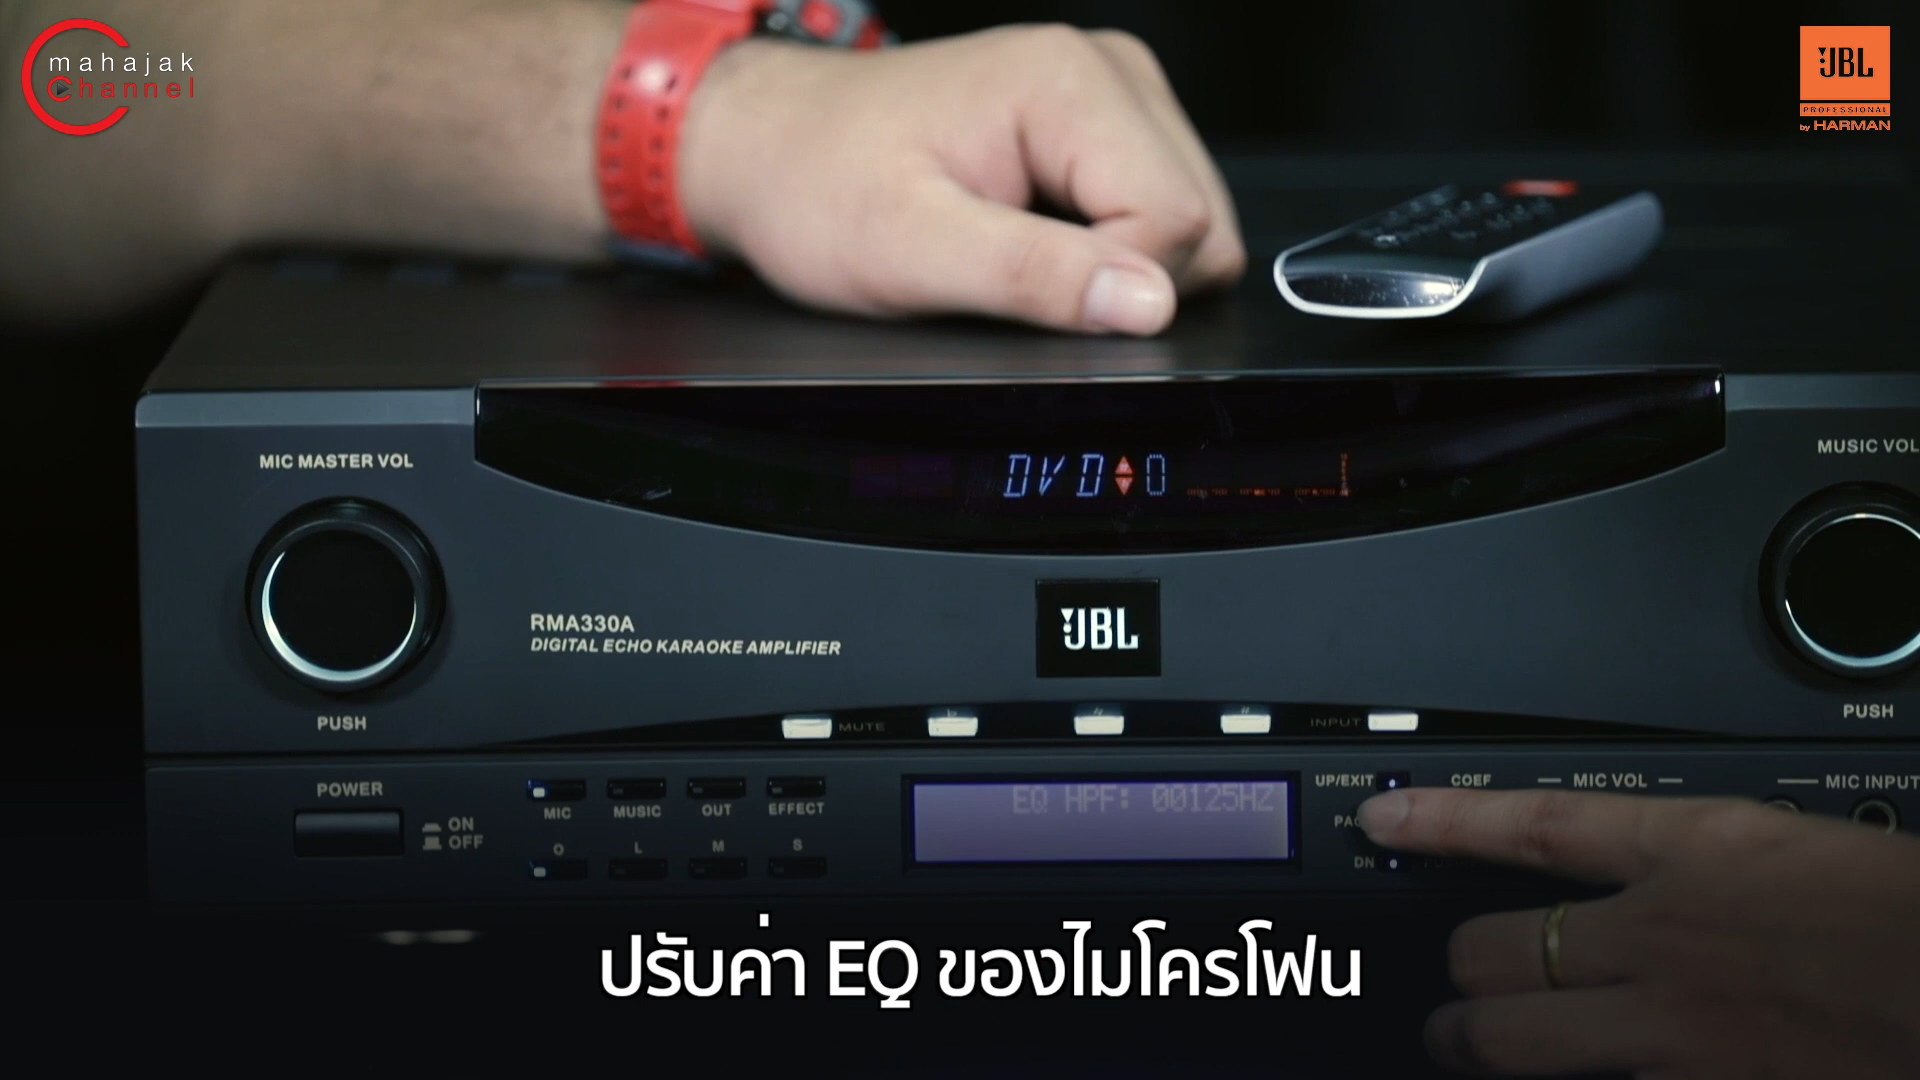 mahajak
Channel
JBL
PROFESSIONAL
by HARMAN
MIC MASTER VOL
DVD 0
MUSIC VOL
RMA330A
DIGITAL ECHO KARAOKE AMPLIFIER
JBL
PUSH
MUTE
INPUT
PUSH
POWER
ON
OFF
MIC
MUSIC
OUT
EFFECT
O
L
M
S
EQ HPF: 00125HZ
UP/EXIT
COEF
MIC VOL
MIC INPUT
DN
ปรับค่า EQ ของไมโครโฟน